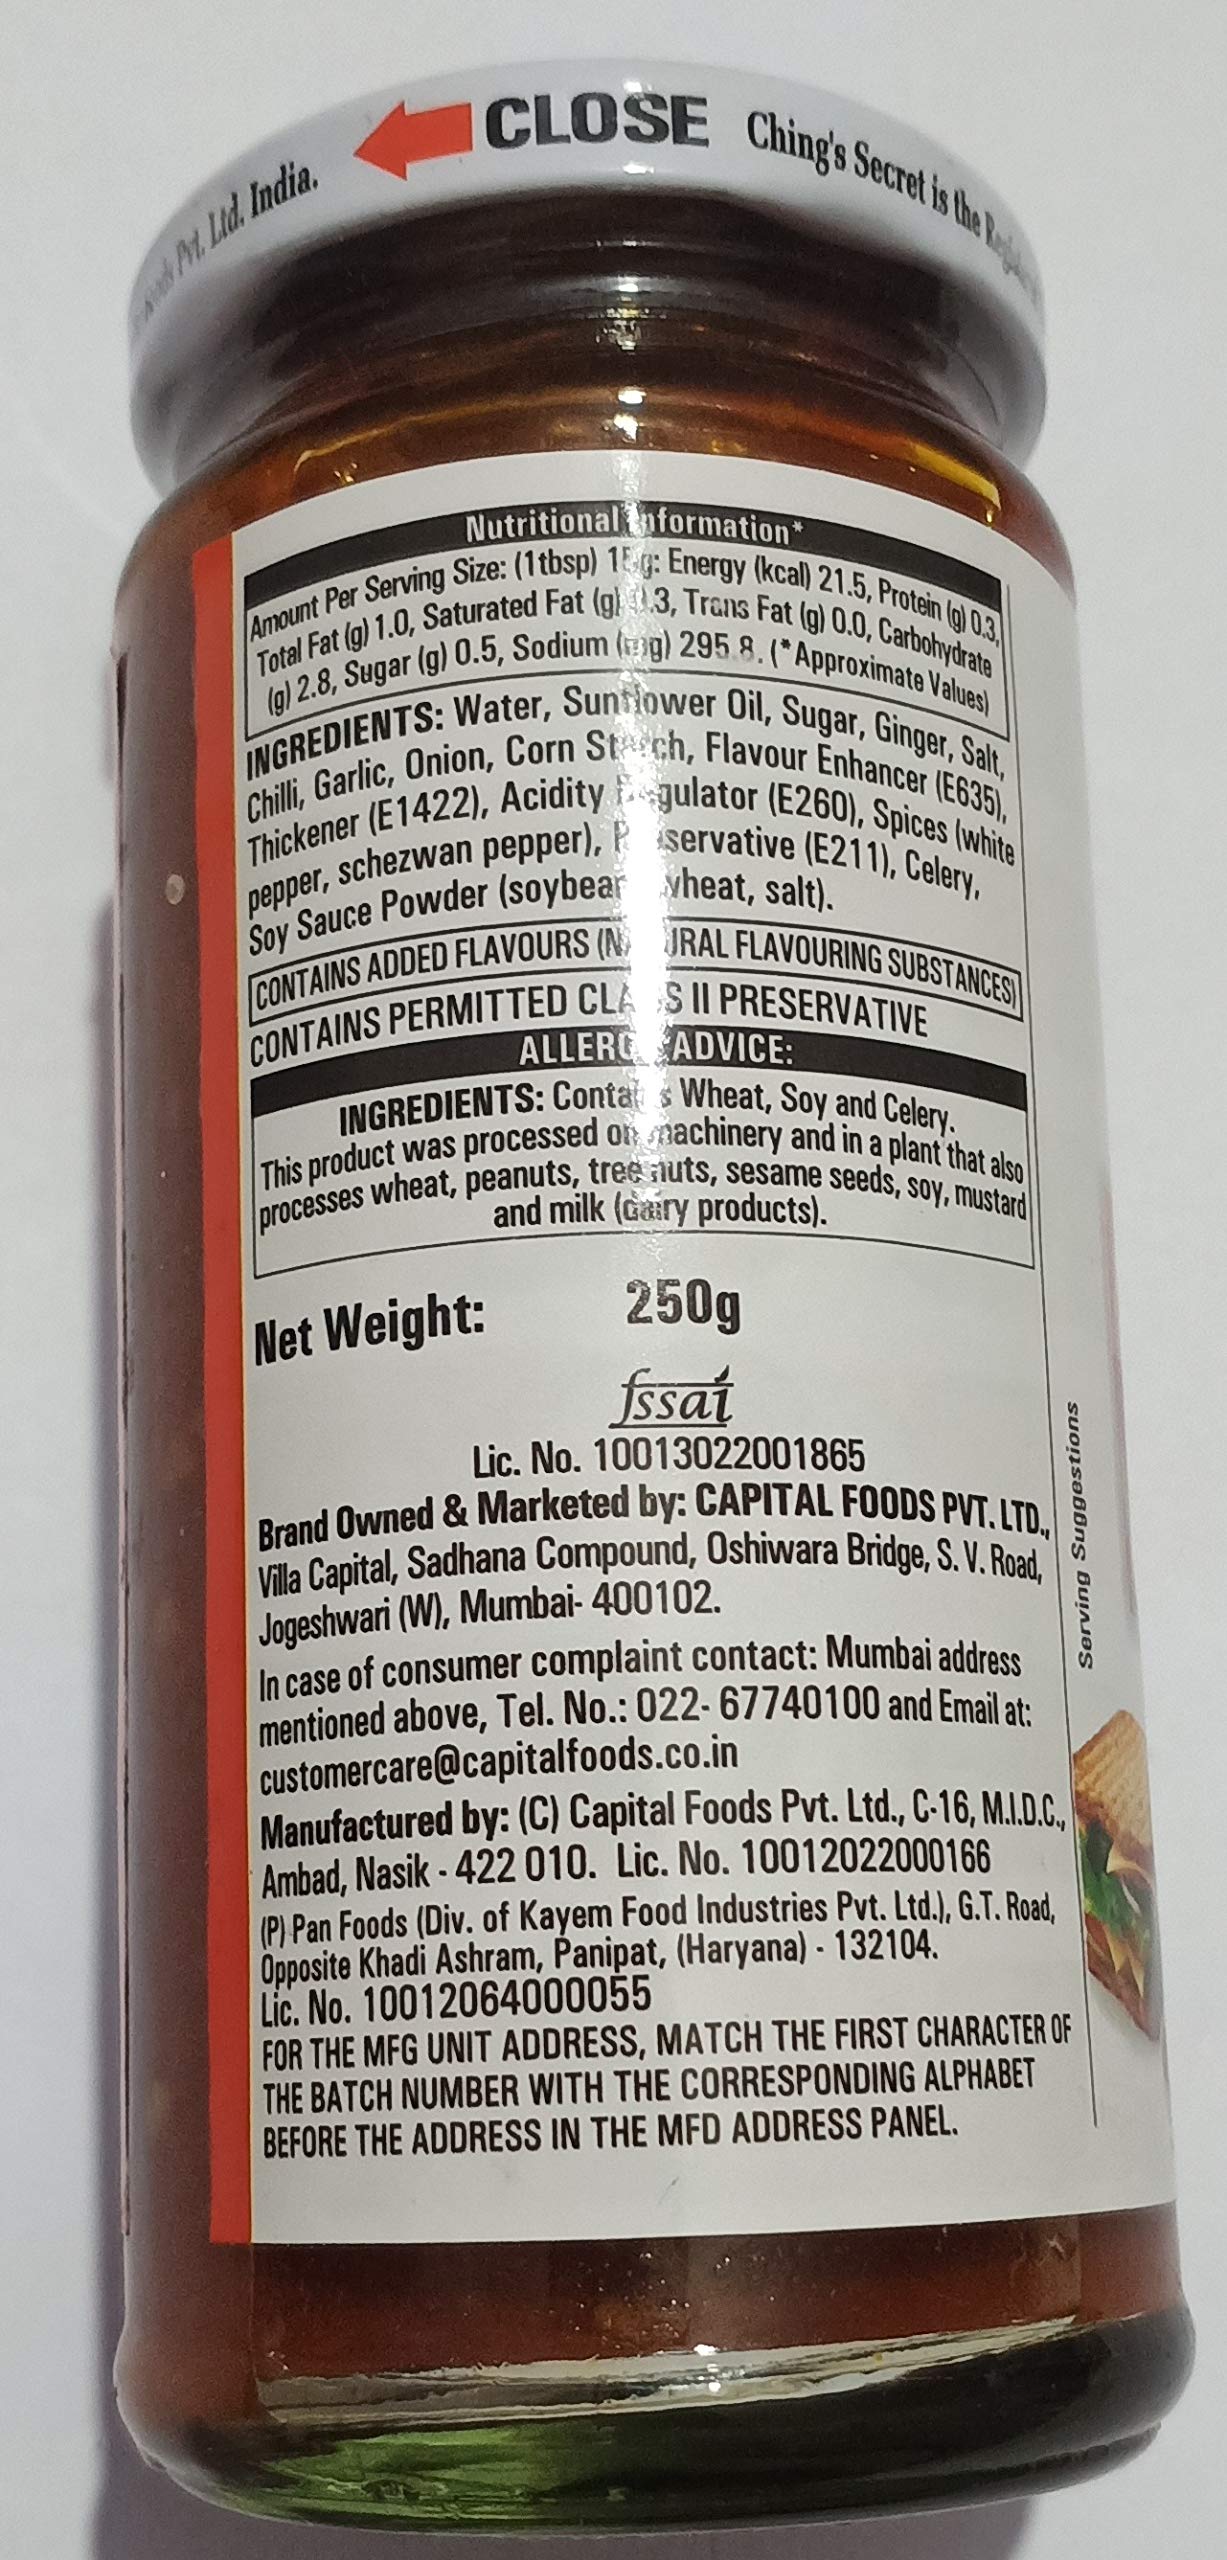 Pvt. Ltd. India.
CLOSE
Ching's Secret is the
Nutritional Information*
Amount Per Serving Size: (1tbsp) 15g: Energy (kcal) 21.5, Protein (g) 0.3,
Total Fat (g) 1.0, Saturated Fat (g) 0.3, Trans Fat (g) 0.0, Carbohydrate
(g) 2.8, Sugar (g) 0.5, Sodium (mg) 295.8. (*Approximate Values)
INGREDIENTS: Water, Sunflower Oil, Sugar, Ginger, Salt,
Chilli, Garlic, Onion, Corn Starch, Flavour Enhancer (E635),
Thickener (E1422), Acidity Regulator (E260), Spices (white
pepper, schezwan pepper), Preservative (E211), Celery,
Soy Sauce Powder (soybean, wheat, salt).
CONTAINS ADDED FLAVOURS (NATURAL FLAVOURING SUBSTANCES)
CONTAINS PERMITTED CLASS II PRESERVATIVE
ALLERGY ADVICE:
INGREDIENTS: Contains Wheat, Soy and Celery.
This product was processed on machinery and in a plant that also
processes wheat, peanuts, tree nuts, sesame seeds, soy, mustard
and milk (dairy products).
Net Weight: 250g
fssai
Lic. No. 10013022001865
Brand Owned & Marketed by: CAPITAL FOODS PVT. LTD.,
Villa Capital, Sadhana Compound, Oshiwara Bridge, S. V. Road,
Jogeshwari (W), Mumbai- 400102.
In case of consumer complaint contact: Mumbai address
mentioned above, Tel. No.: 022- 67740100 and Email at:
customercare@capitalfoods.co.in
Manufactured by: (C) Capital Foods Pvt. Ltd., C-16, M.I.D.C.,
Ambad, Nasik - 422 010. Lic. No. 10012022000166
(P) Pan Foods (Div. of Kayem Food Industries Pvt. Ltd.), G.T. Road,
Opposite Khadi Ashram, Panipat, (Haryana) - 132104.
Lic. No. 10012064000055
FOR THE MFG UNIT ADDRESS, MATCH THE FIRST CHARACTER OF
THE BATCH NUMBER WITH THE CORRESPONDING ALPHABET
BEFORE THE ADDRESS IN THE MFD ADDRESS PANEL.
Serving Suggestions